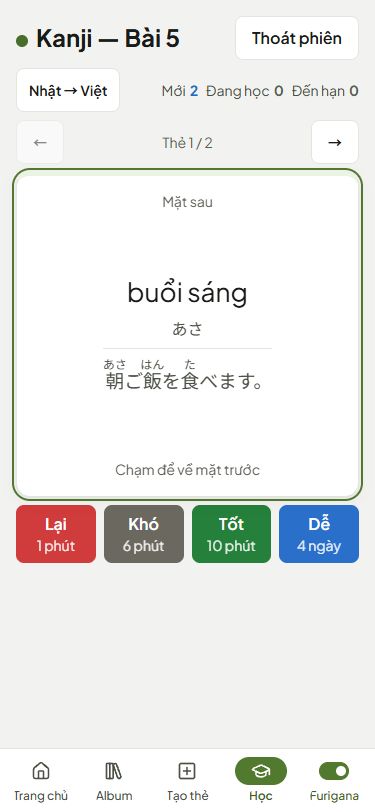 Kanji — Bài 5
Thoát phiên
Nhật → Việt
Mới 2 Đang học 0 Đến hạn 0
←
Thẻ 1 / 2
→
Mặt sau
buổi sáng
あさ
あさ はん た
朝ご飯を食べます。
Chạm để về mặt trước
Lại
1 phút
Khó
6 phút
Tốt
10 phút
Dễ
4 ngày
Trang chủ
Album
Tạo thẻ
Học
Furigana